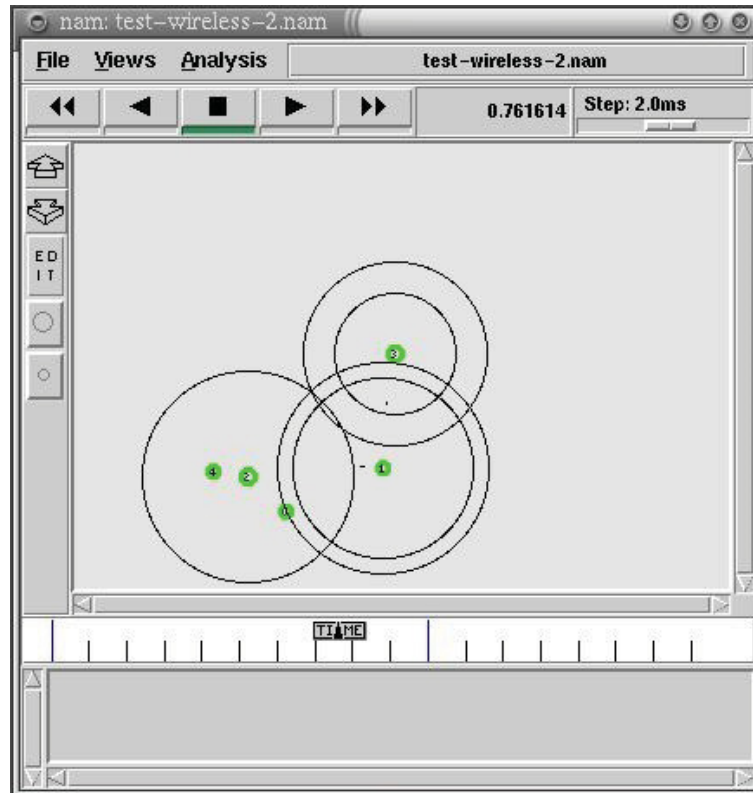 nam: test-wireless-2.nam
File Views Analysis test-wireless-2.nam
0.761614 Step: 2.0ms
ED
IT
3
1
4 2
TIME